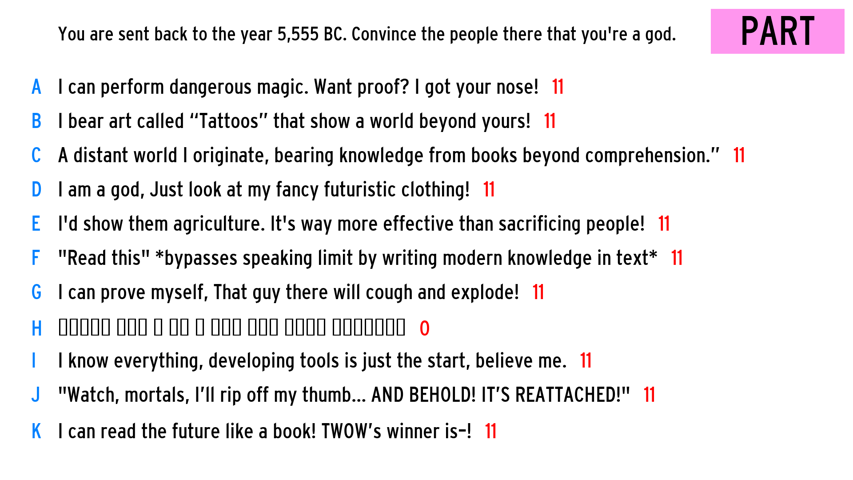 You are sent back to the year 5,555 BC. Convince the people there that you're a god.
PART
A I can perform dangerous magic. Want proof? I got your nose! 11
B I bear art called “Tattoos” that show a world beyond yours! 11
C A distant world I originate, bearing knowledge from books beyond comprehension.” 11
D I am a god, Just look at my fancy futuristic clothing! 11
E I'd show them agriculture. It's way more effective than sacrificing people! 11
F "Read this" *bypasses speaking limit by writing modern knowledge in text* 11
G I can prove myself, That guy there will cough and explode! 11
H 0
I I know everything, developing tools is just the start, believe me. 11
J "Watch, mortals, I’ll rip off my thumb... AND BEHOLD! IT’S REATTACHED!" 11
K I can read the future like a book! TWOW’s winner is-! 11